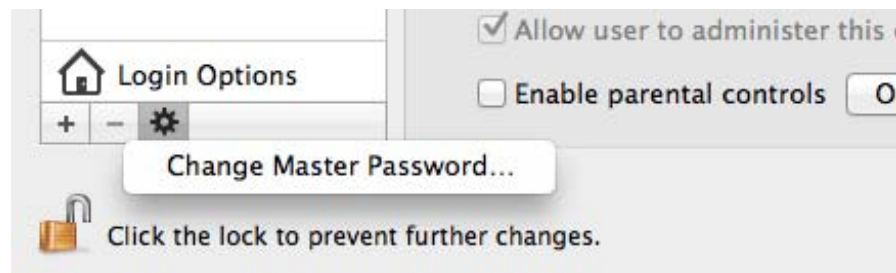 Allow user to administer this
Login Options
Enable parental controls
+ -
Change Master Password...
Click the lock to prevent further changes.